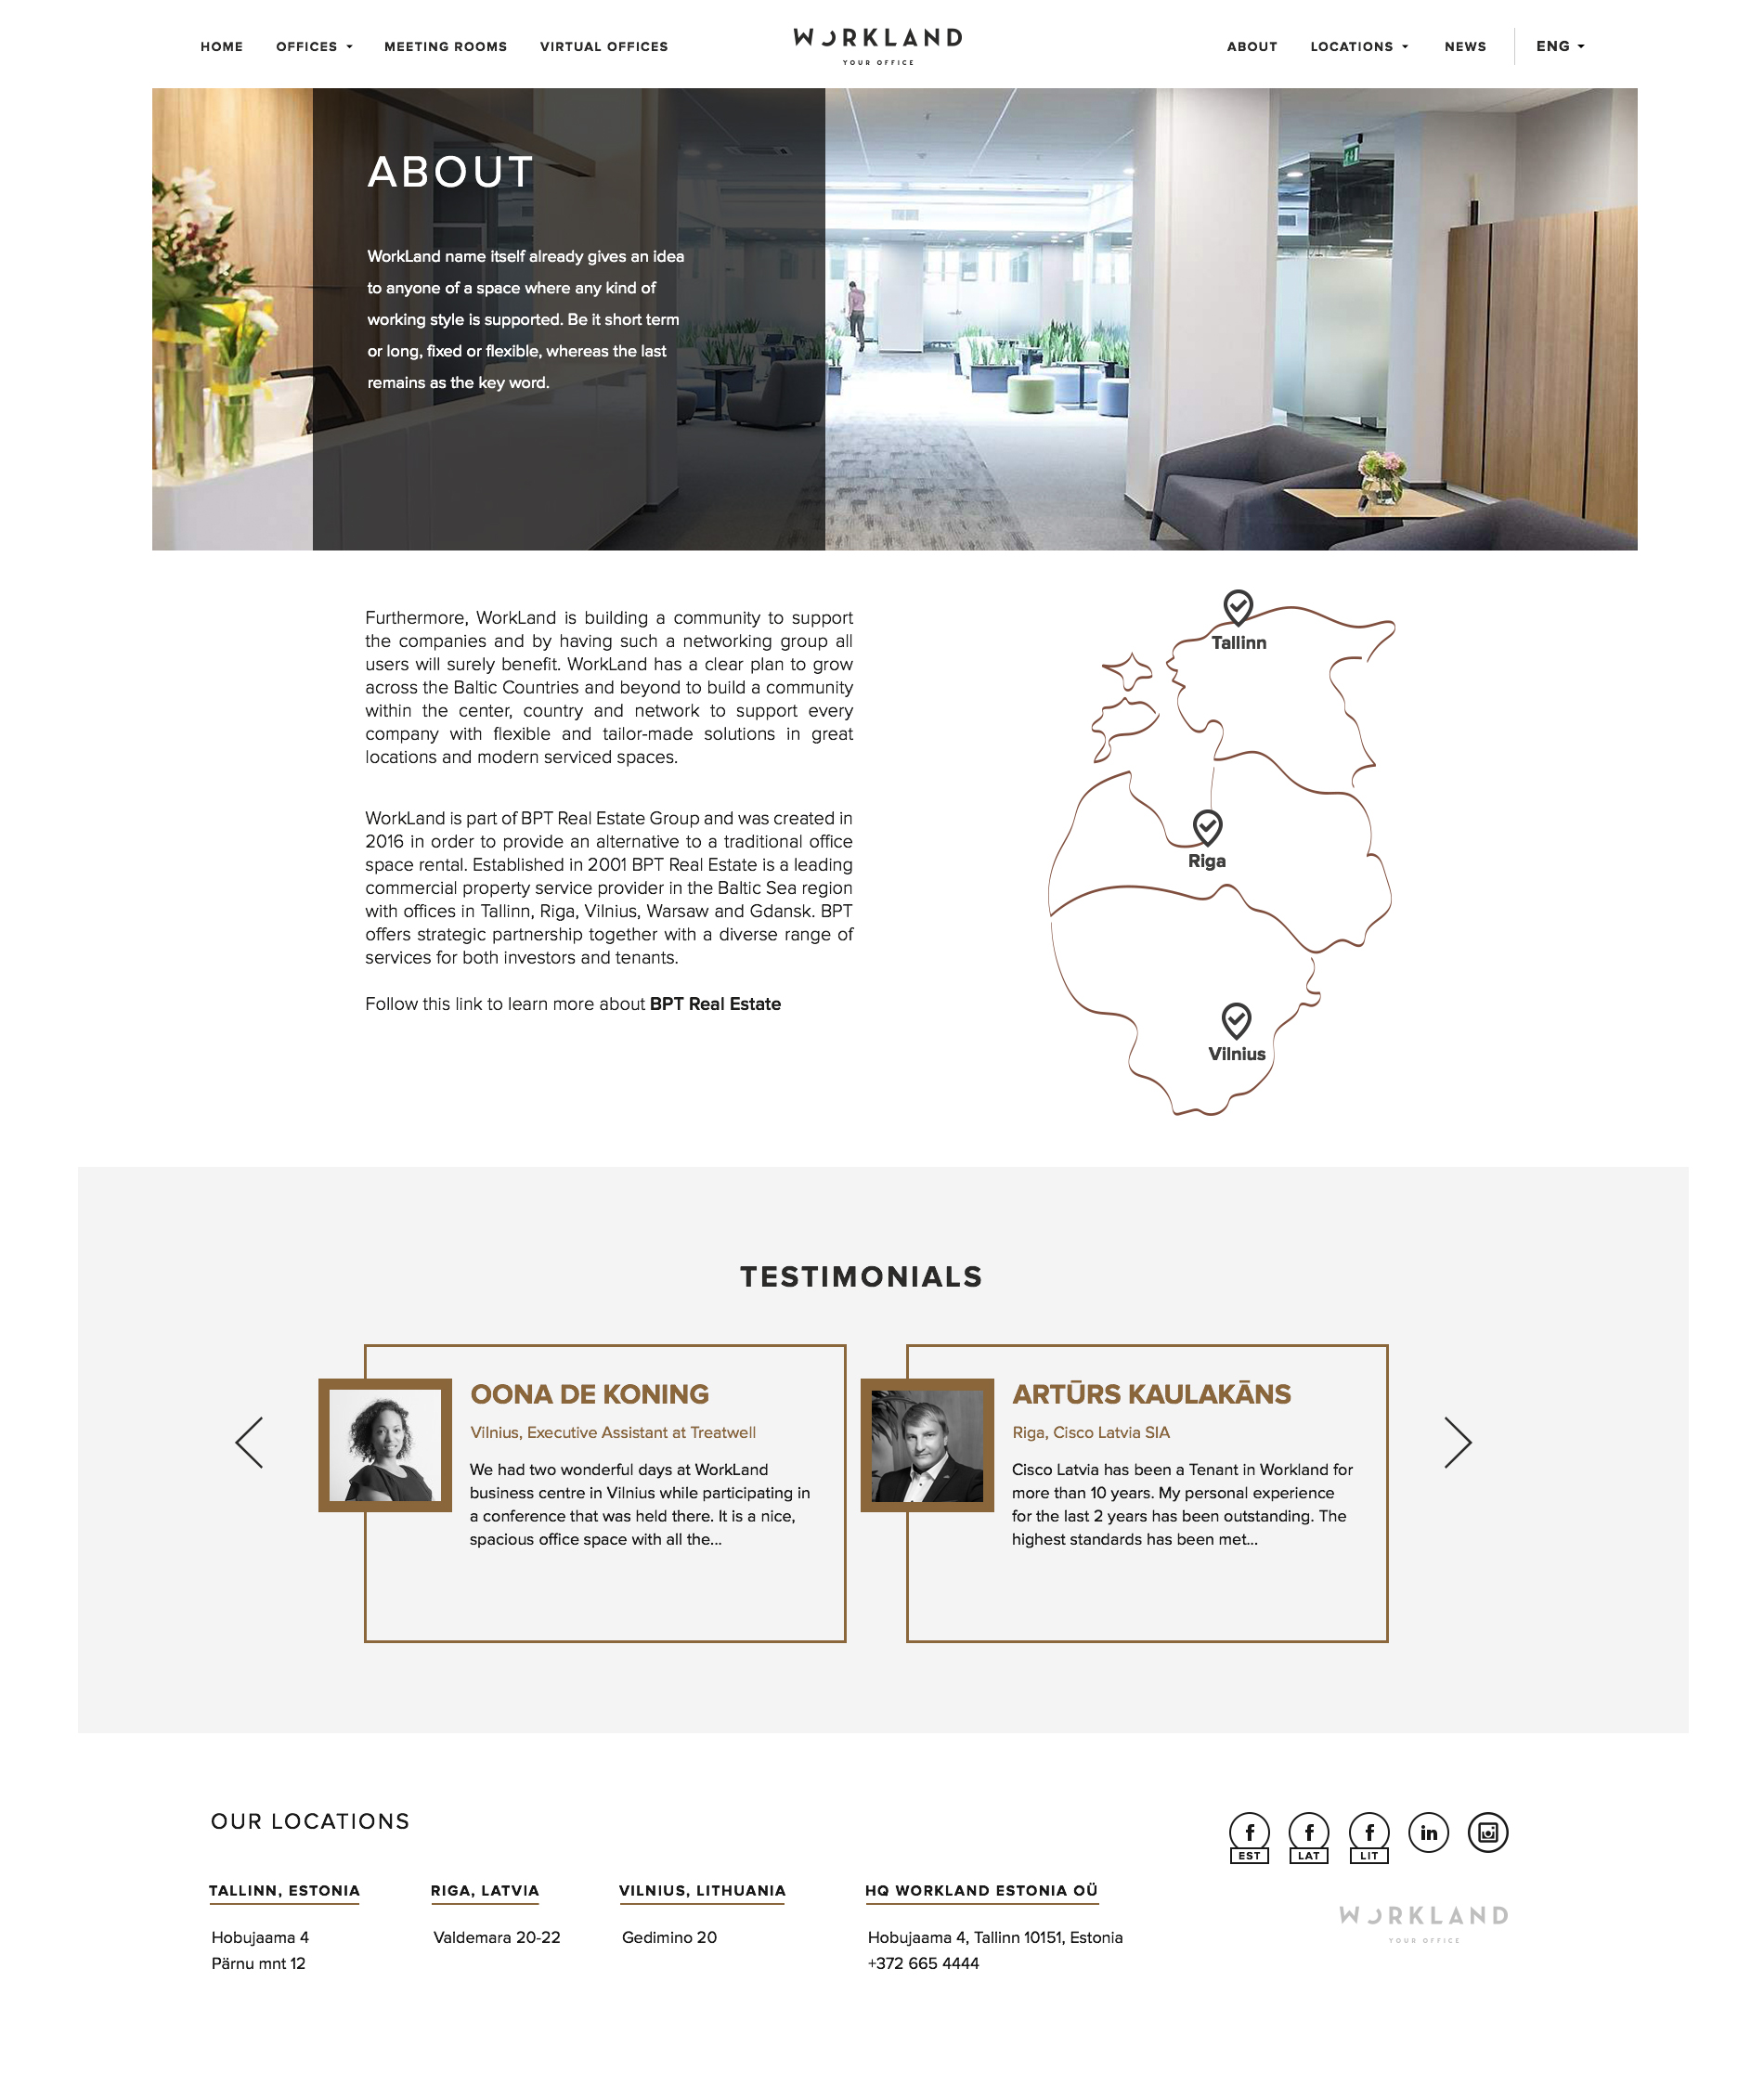 HOME OFFICES MEETING ROOMS VIRTUAL OFFICES
WORKLAND
YOUR OFFICE
ABOUT LOCATIONS NEWS ENG
ABOUT
WorkLand name itself already gives an idea
to anyone of a space where any kind of
working style is supported. Be it short term
or long, fixed or flexible, whereas the last
remains as the key word.
Furthermore, WorkLand is building a community to support
the companies and by having such a networking group all
users will surely benefit. WorkLand has a clear plan to grow
across the Baltic Countries and beyond to build a community
within the center, country and network to support every
company with flexible and tailor-made solutions in great
locations and modern serviced spaces.
WorkLand is part of BPT Real Estate Group and was created in
2016 in order to provide an alternative to a traditional office
space rental. Established in 2001 BPT Real Estate is a leading
commercial property service provider in the Baltic Sea region
with offices in Tallinn, Riga, Vilnius, Warsaw and Gdansk. BPT
offers strategic partnership together with a diverse range of
services for both investors and tenants.
Follow this link to learn more about BPT Real Estate
Tallinn
Riga
Vilnius
TESTIMONIALS
OONA DE KONING
Vilnius, Executive Assistant at Treatwell
We had two wonderful days at WorkLand
business centre in Vilnius while participating in
a conference that was held there. It is a nice,
spacious office space with all the...
ARTŪRS KAULAKĀNS
Riga, Cisco Latvia SIA
Cisco Latvia has been a Tenant in Workland for
more than 10 years. My personal experience
for the last 2 years has been outstanding. The
highest standards has been met...
OUR LOCATIONS
TALLINN, ESTONIA
Hobujaama 4
Pärnu mnt 12
RIGA, LATVIA
Valdemara 20-22
VILNIUS, LITHUANIA
Gedimino 20
HQ WORKLAND ESTONIA OÜ
Hobujaama 4, Tallinn 10151, Estonia
+372 665 4444
f f f in
EST LAT LIT
WORKLAND
YOUR OFFICE